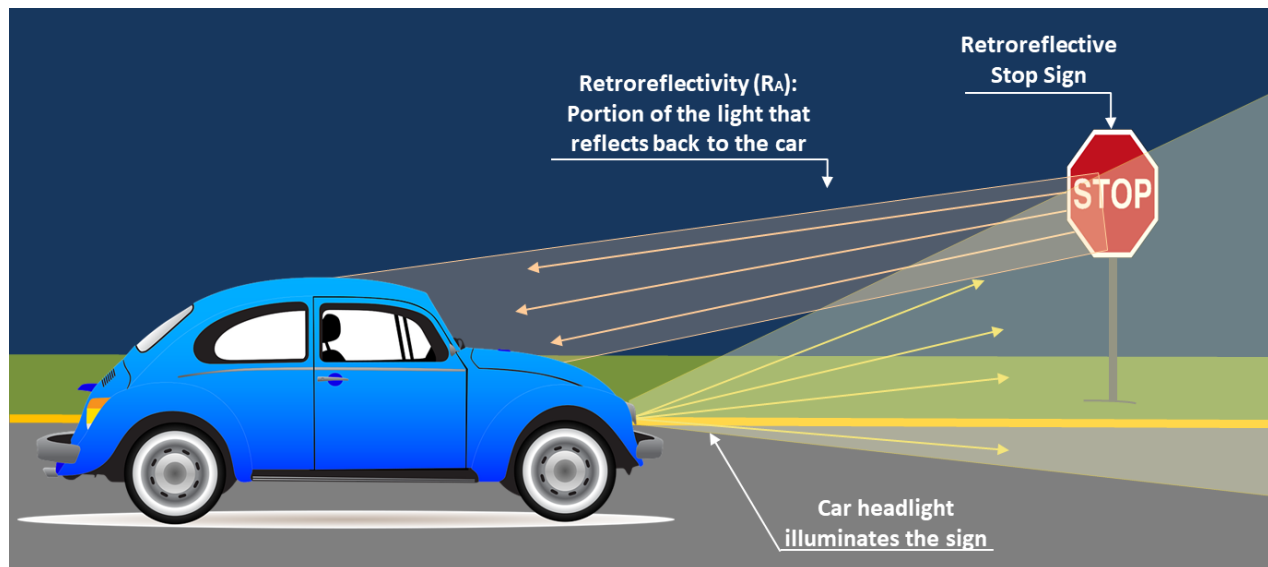 Retroreflective
Stop Sign
Retroreflectivity (RA):
Portion of the light that
reflects back to the car
STOP
Car headlight
illuminates the sign